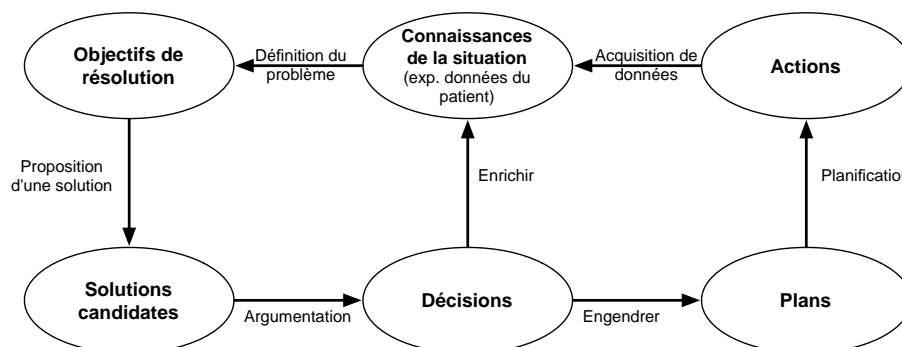 Objectifs de
résolution
Définition du
problème
Connaissances
de la situation
(exp. données du
patient)
Acquisition de
données
Actions
Proposition
d'une solution
Enrichir
Planification
Solutions
candidates
Argumentation
Décisions
Engendrer
Plans